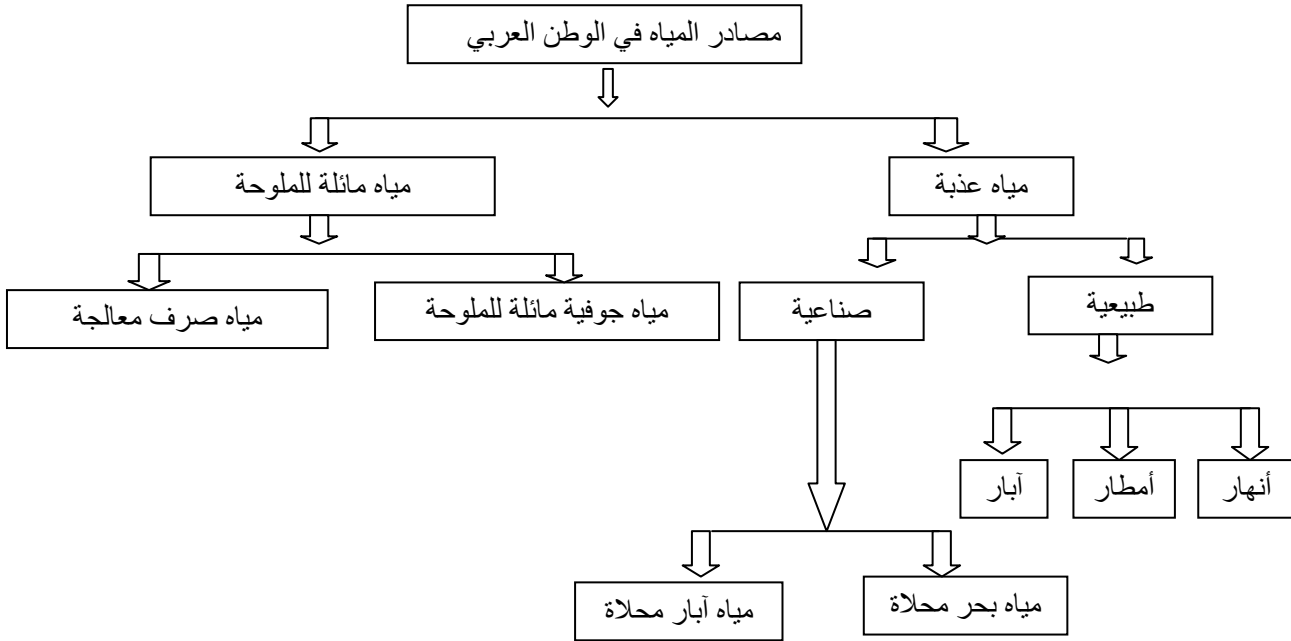 مصادر المياه في الوطن العربي
مياه عذبة
مياه مائلة للملوحة
طبيعية
صناعية
مياه جوفية مائلة للملوحة
مياه صرف معالجة
أنهار
أمطار
آبار
مياه بحر محلاة
مياه آبار محلاة